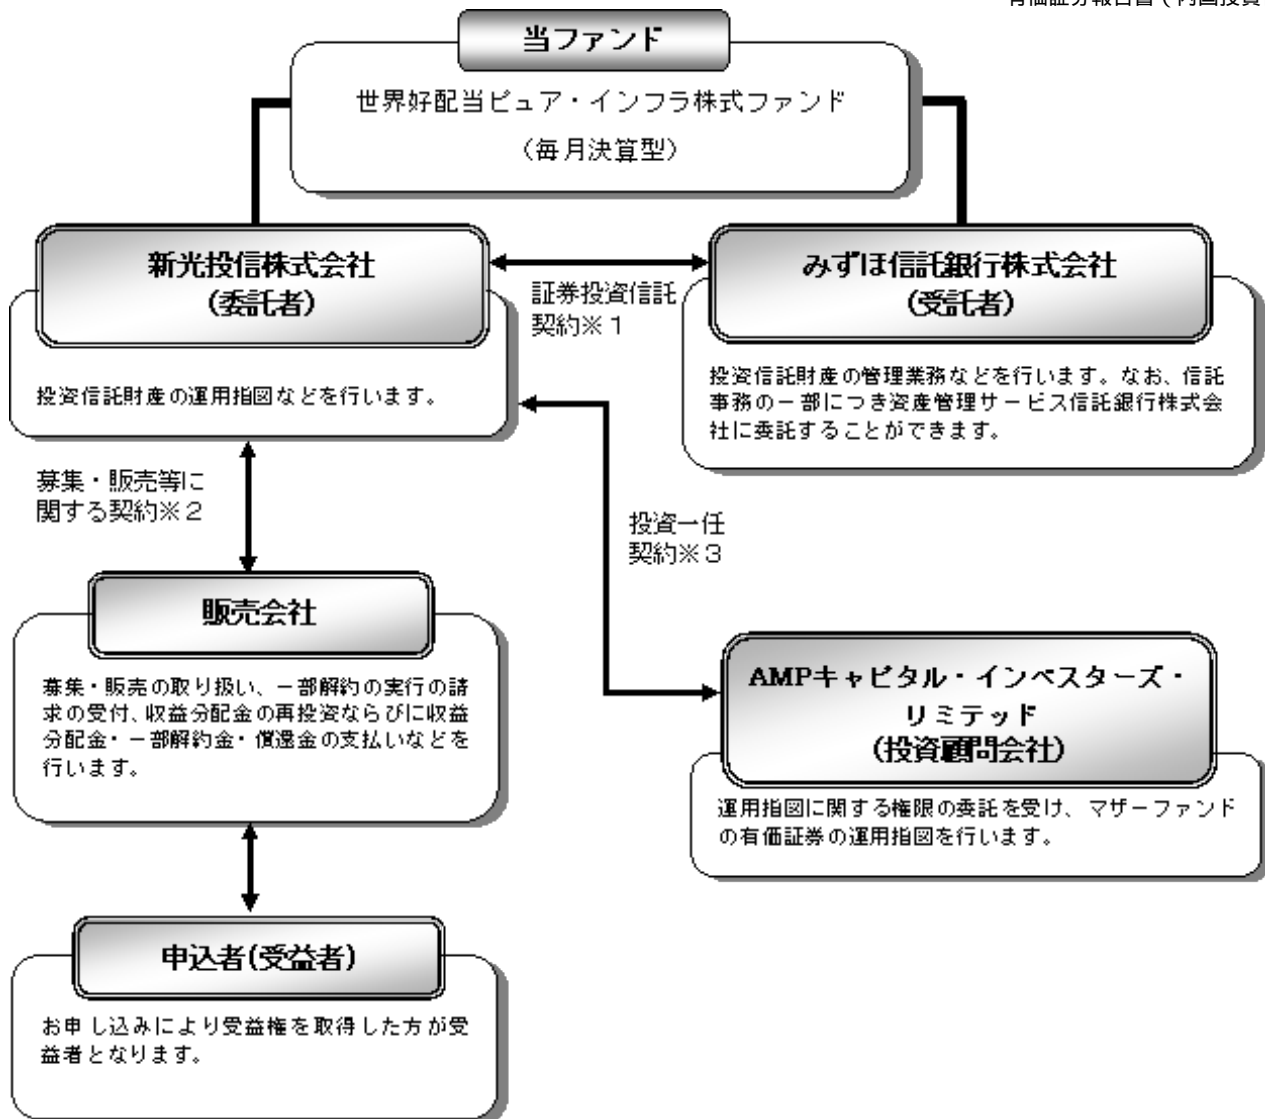 当ファンド
世界好配当ピュア・インフラ株式ファンド
（毎月決算型）
新光投信株式会社
(委託者)
投資信託財産の運用指図などを行います。
証券投資信託
契約※１
みずほ信託銀行株式会社
(受託者)
投資信託財産の管理業務などを行います。なお、信託
事務の一部につき資産管理サービス信託銀行株式会
社に委託することができます。
募集・販売等に
関する契約※２
投資一任
契約※３
販売会社
募集・販売の取り扱い、一部解約の実行の請
求の受付、収益分配金の再投資ならびに収益
分配金・一部解約金・償還金の支払いなどを
行います。
AMPキャピタル・インベスターズ・
リミテッド
(投資顧問会社)
運用指図に関する権限の委託を受け、マザーファンド
の有価証券の運用指図を行います。
申込者(受益者)
お申し込みにより受益権を取得した方が受
益者となります。